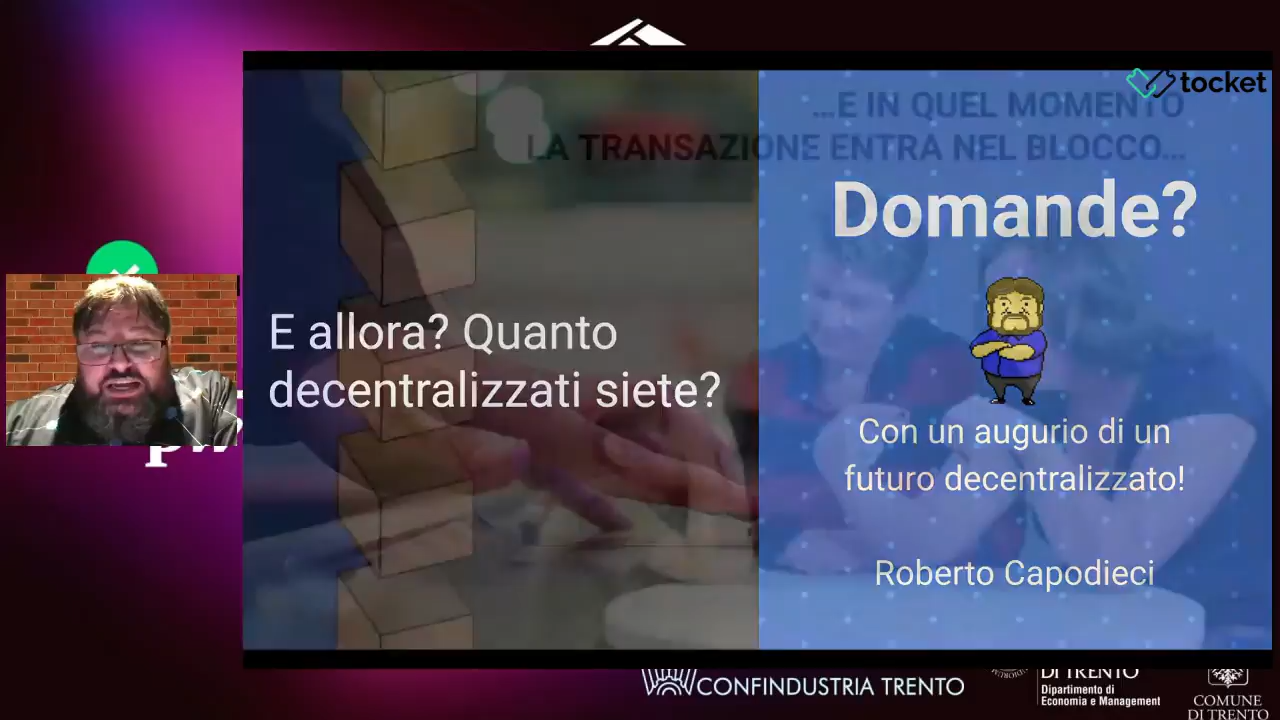 tocket
...E IN QUEL MOMENTO
LA TRANSAZIONE ENTRA NEL BLOCCO...
Domande?
E allora? Quanto
decentralizzati siete?
Con un augurio di un
futuro decentralizzato!
Roberto Capodieci
CONFINDUSTRIA TRENTO
DI TRENTO
Dipartimento di
Economia e Management
COMUNE
DI TRENTO